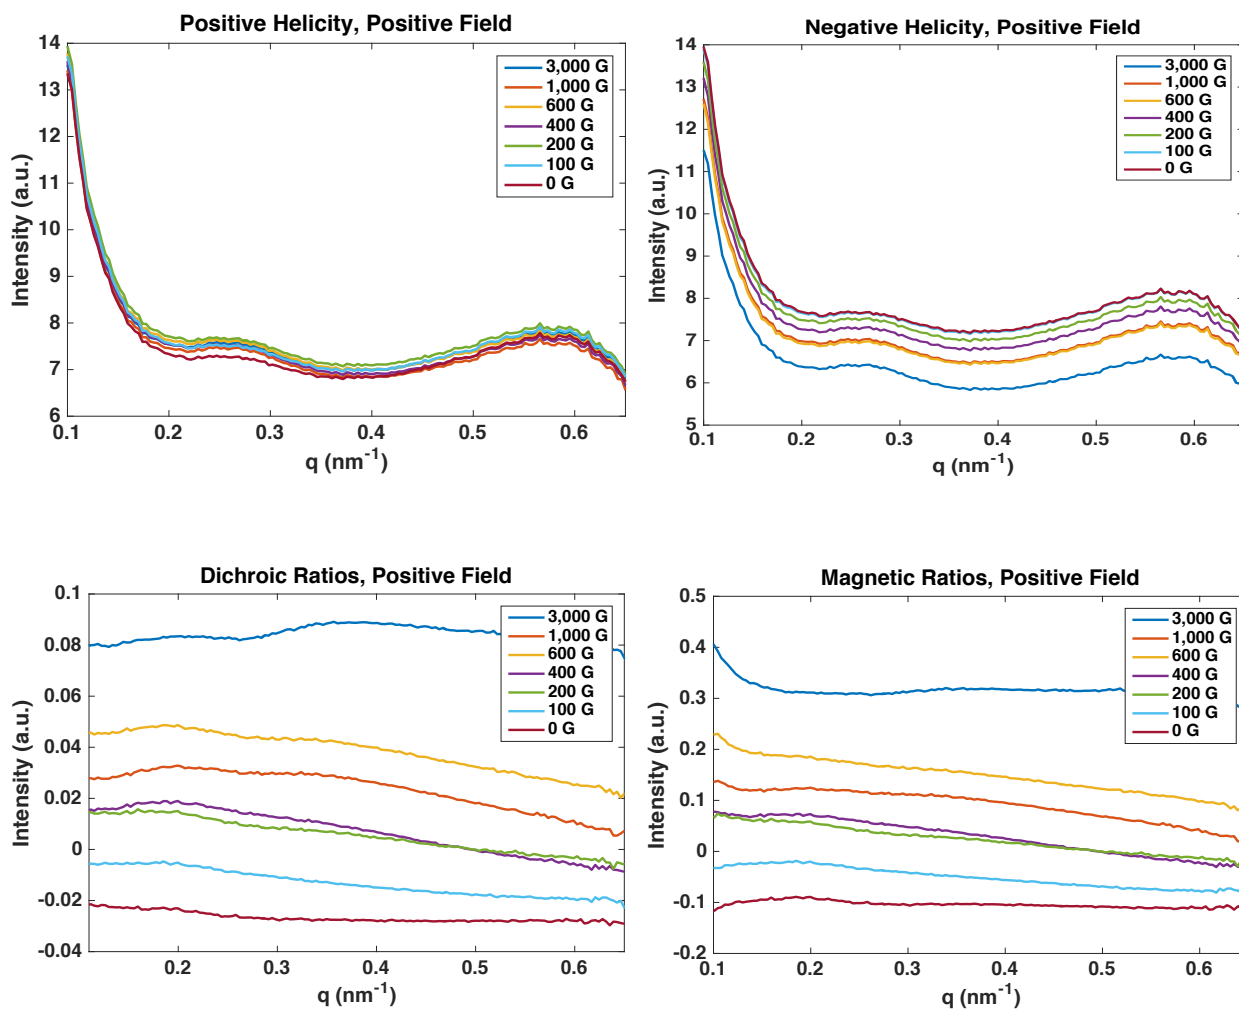 Positive Helicity, Positive Field
14
13
12
11
10
9
8
7
6
Intensity (a.u.)
3,000 G
1,000 G
600 G
400 G
200 G
100 G
0 G
0.1
0.2
0.3
0.4
0.5
0.6
q (nm⁻¹)
Negative Helicity, Positive Field
14
13
12
11
10
9
8
7
6
5
Intensity (a.u.)
3,000 G
1,000 G
600 G
400 G
200 G
100 G
0 G
0.1
0.2
0.3
0.4
0.5
0.6
q (nm⁻¹)
Dichroic Ratios, Positive Field
0.1
0.08
0.06
0.04
0.02
0
-0.02
-0.04
Intensity (a.u.)
3,000 G
1,000 G
600 G
400 G
200 G
100 G
0 G
0.2
0.3
0.4
0.5
0.6
q (nm⁻¹)
Magnetic Ratios, Positive Field
0.5
0.4
0.3
0.2
0.1
0
-0.1
-0.2
Intensity (a.u.)
3,000 G
1,000 G
600 G
400 G
200 G
100 G
0 G
0.1
0.2
0.3
0.4
0.5
0.6
q (nm⁻¹)